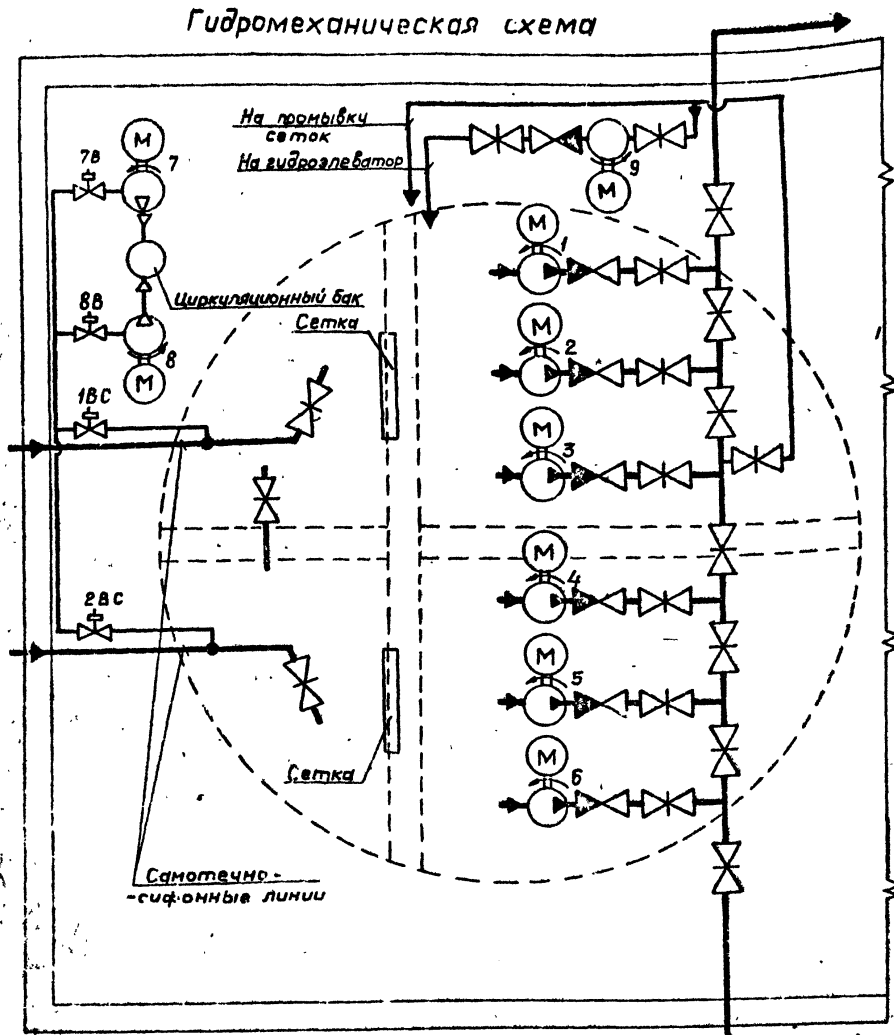 Гидромеханическая схема
На промывку
сеток
На гидроэлеватор
М
7В
7
9
М
М
1
Циркуляционный бак
8В
Сетка
М
2
8
М
1ВС
М
3
М
4
2ВС
М
5
М
6
Сетка
Самотечно-
-сифонные линии